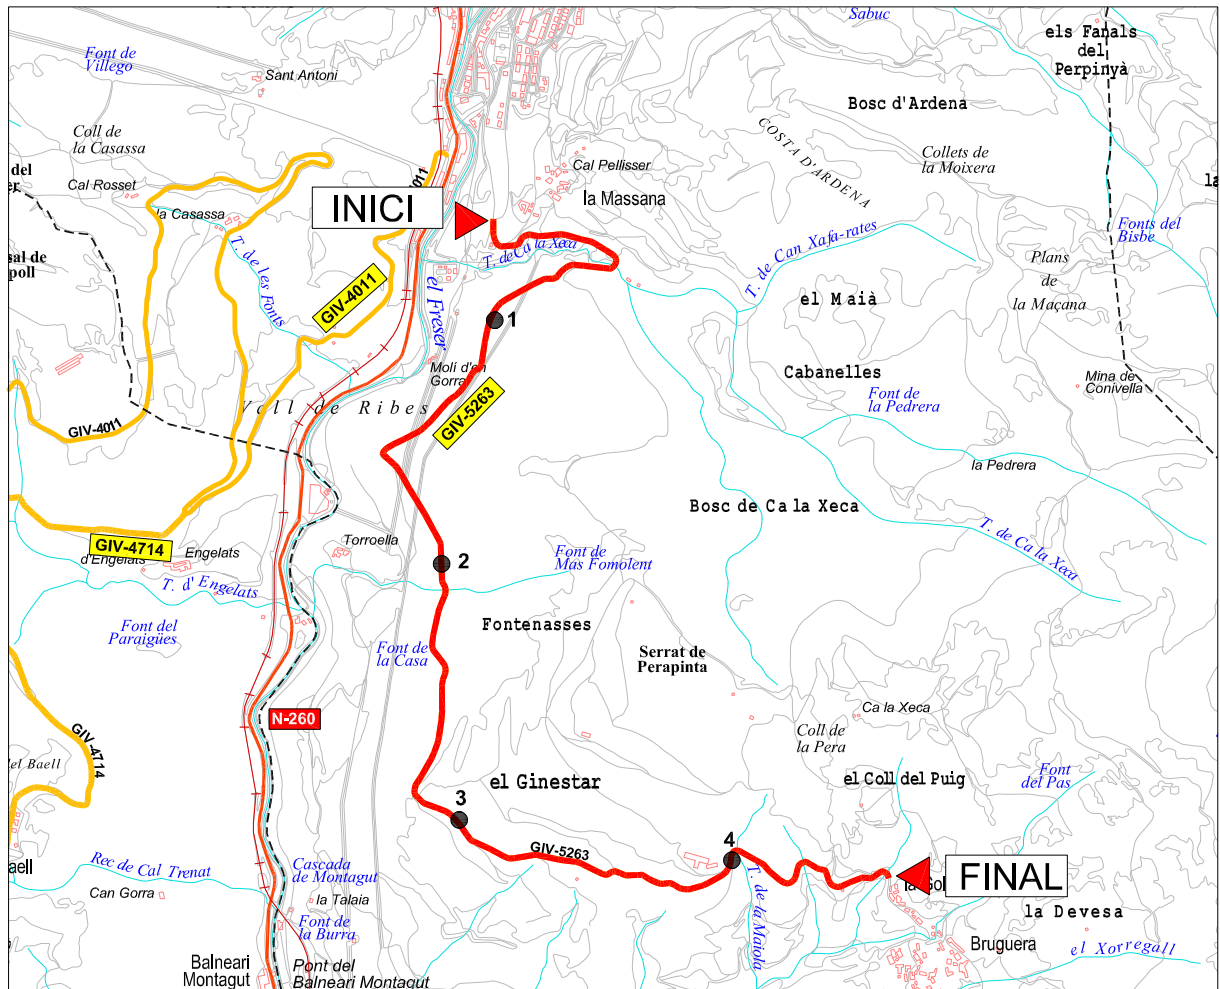 Sabuc
els Fanals
del
Perpinyà
Font de
Villego
Sant Antoni
Bosc d'Ardena
COSTA D'ARDENA
Coll de
la Casassa
Collets de
la Moixera
Cal Pellisser
del
Cal Rosset
la Massana
INICI
la Casassa
Fonts del
Bisbe
T. de les Fonts
T. de Ca la Xeca
T. de Can Xafa-rates
Plans
de
la Maçana
GIV-4011
el Freser
el Maià
1
Molí d'en
Gorra
Cabanelles
Mina de
Conivella
Font de
la Pedrera
Vall de Ribes
GIV-5263
GIV-4011
la Pedrera
Bosc de Ca la Xeca
T. de Ca la Xeca
GIV-4714
d'Engelats
Engelats
Torroella
2
Font de
Mas Fomolent
T. d'Engelats
Font del
Paraigües
Fontenasses
Font de
la Casa
Serrat de
Perapinta
N-260
Ca la Xeca
GIV-4714
Coll de
la Pera
el Ginestar
el Coll del Puig
Font
del Pas
3
4
GIV-5263
Rec de Cal Trenat
Cascada
de Montagut
FINAL
Can Gorra
la Talaia
T. de la Maiola
la Devesa
Font de
la Burra
Bruguera
el Xorregall
Balneari
Montagut
Pont del
Balneari Montagut